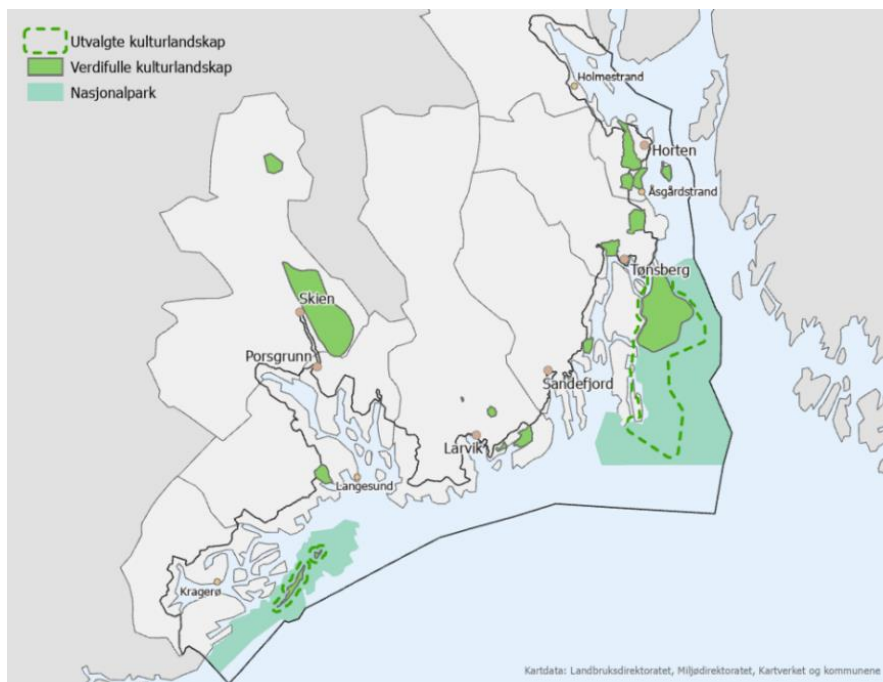 Utvalgte kulturlandskap
Verdifulle kulturlandskap
Nasjonalpark
Holmestrand
Horten
Åsgårdstrand
Tønsberg
Skien
Porsgrunn
Sandefjord
Larvik
Langesund
Kragerø
Kartdata: Landbruksdirektoratet, Miljødirektoratet, Kartverket og kommunene